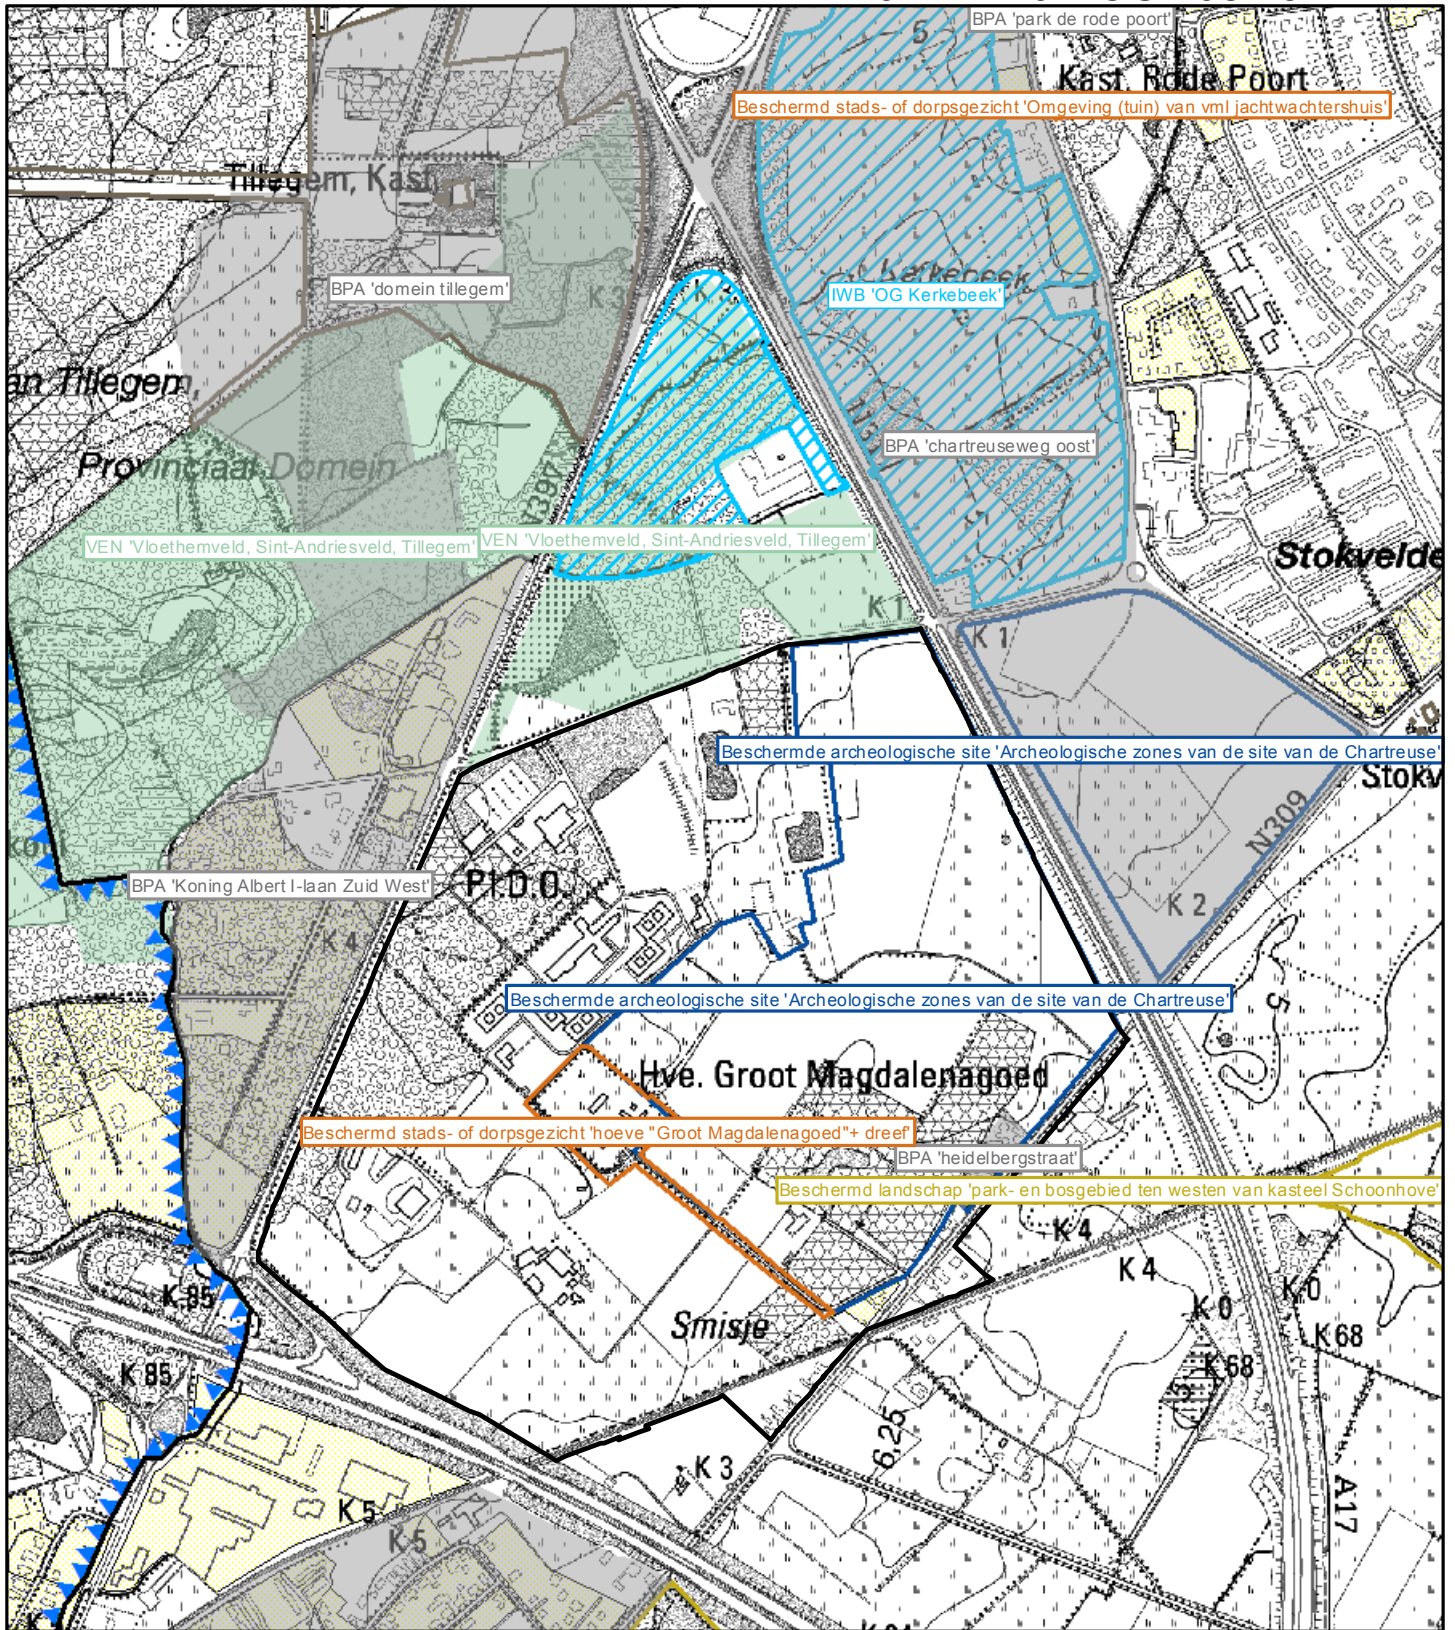 BPA 'park de rode poort'
5
Kast. Rode Poort
Beschermd stads- of dorpsgezicht 'Omgeving (tuin) van vml jachtwachtershuis'
Tillegem, Kast.
BPA 'domein tillegem'
K 3
Kerkebeek
IWB 'OG Kerkebeek'
an Tillegem
Provinciaal Domein
BPA 'chartreuseweg oost'
N397
VEN 'Vloethemveld, Sint-Andriesveld, Tillegem'
VEN 'Vloethemveld, Sint-Andriesveld, Tillegem'
Stokvelde
K 1
K 1
Beschermde archeologische site 'Archeologische zones van de site van de Chartreuse'
Stokv
N309
BPA 'Koning Albert I-laan Zuid West'
P.I.D.O.
K 2
K 4
Beschermde archeologische site 'Archeologische zones van de site van de Chartreuse'
5
Hve. Groot Magdalenagoed
Beschermd stads- of dorpsgezicht 'hoeve "Groot Magdalenagoed"+ dreef'
BPA 'heidelbergstraat'
Beschermd landschap 'park- en bosgebied ten westen van kasteel Schoonhove'
K 4
K 4
K 85
K 0
K 0
Smisje
K 68
K 68
K 85
6,25
K 3
A17
K 5
K 5